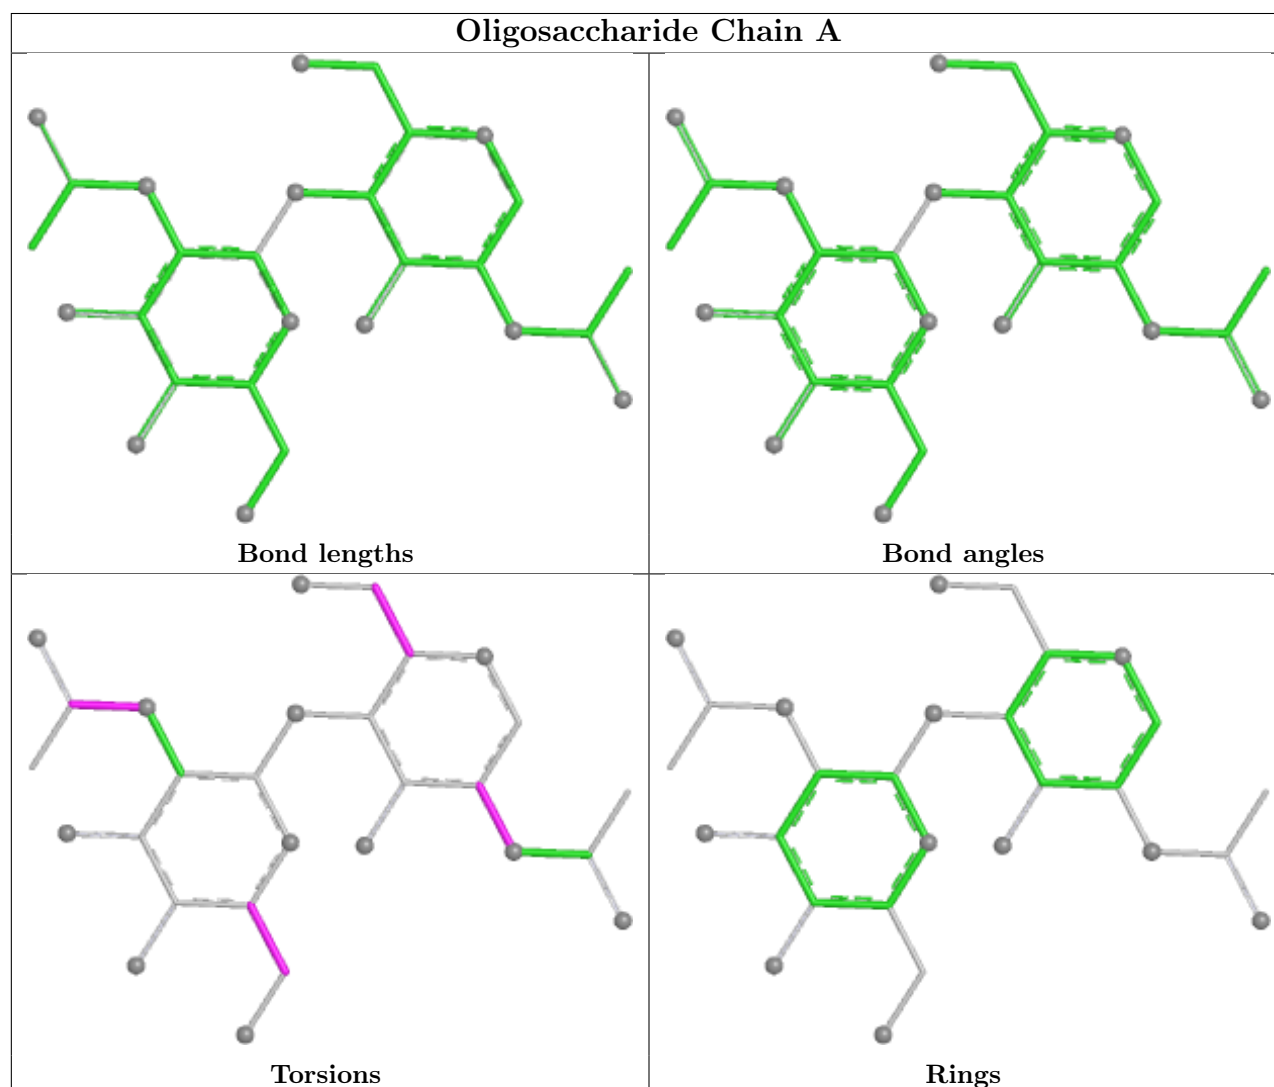 Oligosaccharide Chain A
Bond lengths
Bond angles
Torsions
Rings